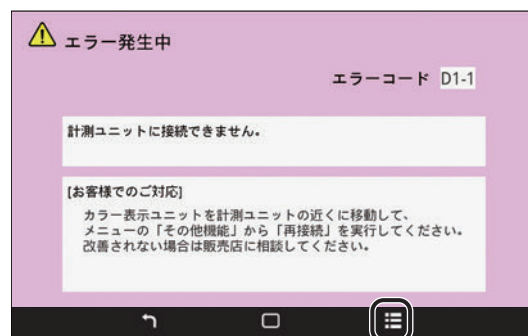 エラー発生中
エラーコード D1-1
計測ユニットに接続できません。
[お客様でのご対応]
カラー表示ユニットを計測ユニットの近くに移動して、
メニューの「その他機能」から「再接続」を実行してください。
改善されない場合は販売店に相談してください。